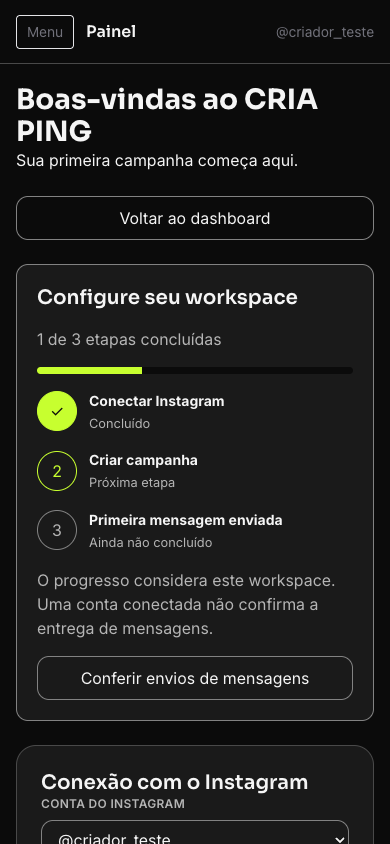 Menu Painel @criador_teste
Boas-vindas ao CRIA
PING
Sua primeira campanha começa aqui.
Voltar ao dashboard
Configure seu workspace
1 de 3 etapas concluídas
✓ Conectar Instagram
Concluído
2 Criar campanha
Próxima etapa
3 Primeira mensagem enviada
Ainda não concluído
O progresso considera este workspace.
Uma conta conectada não confirma a
entrega de mensagens.
Conferir envios de mensagens
Conexão com o Instagram
CONTA DO INSTAGRAM
@criador_teste